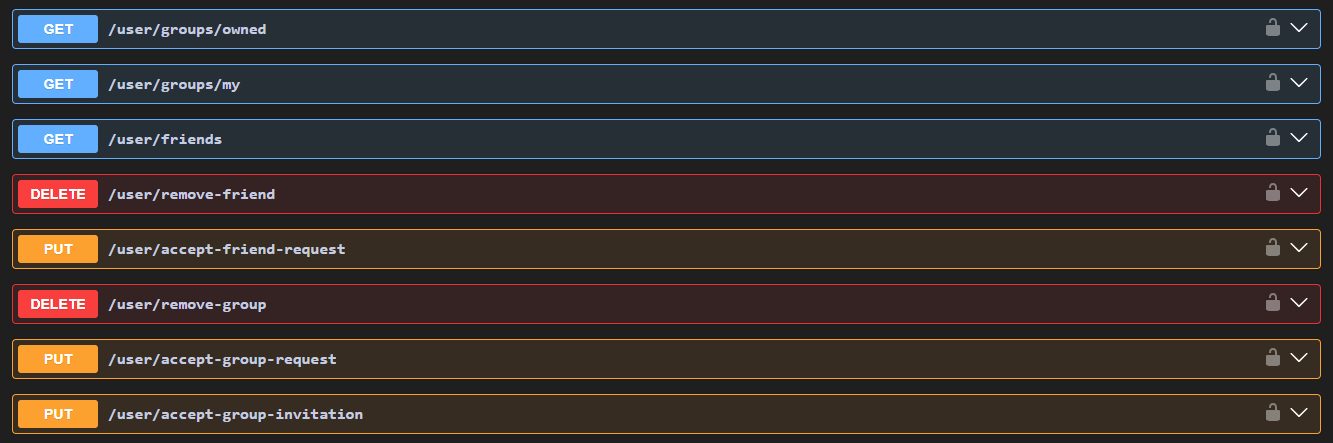 GET /user/groups/owned
GET /user/groups/my
GET /user/friends
DELETE /user/remove-friend
PUT /user/accept-friend-request
DELETE /user/remove-group
PUT /user/accept-group-request
PUT /user/accept-group-invitation